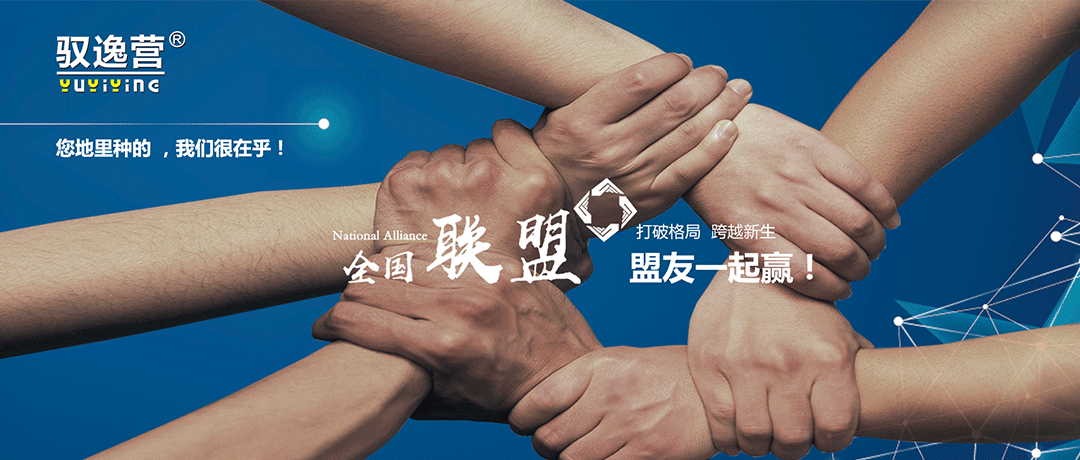 驭逸营®
YUYIYING
您地里种的 ，我们很在乎！
National Alliance
全国 联盟
打破格局 跨越新生
盟友一起赢！